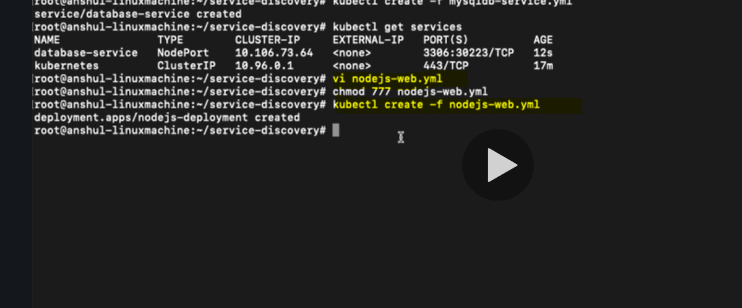 root@anshul-linuxmachine:~/service-discovery# kubectl create -f mysqldb-service.yml
service/database-service created
root@anshul-linuxmachine:~/service-discovery# kubectl get services
NAME TYPE CLUSTER-IP EXTERNAL-IP PORT(S) AGE
database-service NodePort 10.106.73.64 <none> 3306:30223/TCP 12s
kubernetes ClusterIP 10.96.0.1 <none> 443/TCP 17m
root@anshul-linuxmachine:~/service-discovery# vi nodejs-web.yml
root@anshul-linuxmachine:~/service-discovery# chmod 777 nodejs-web.yml
root@anshul-linuxmachine:~/service-discovery# kubectl create -f nodejs-web.yml
deployment.apps/nodejs-deployment created
root@anshul-linuxmachine:~/service-discovery#